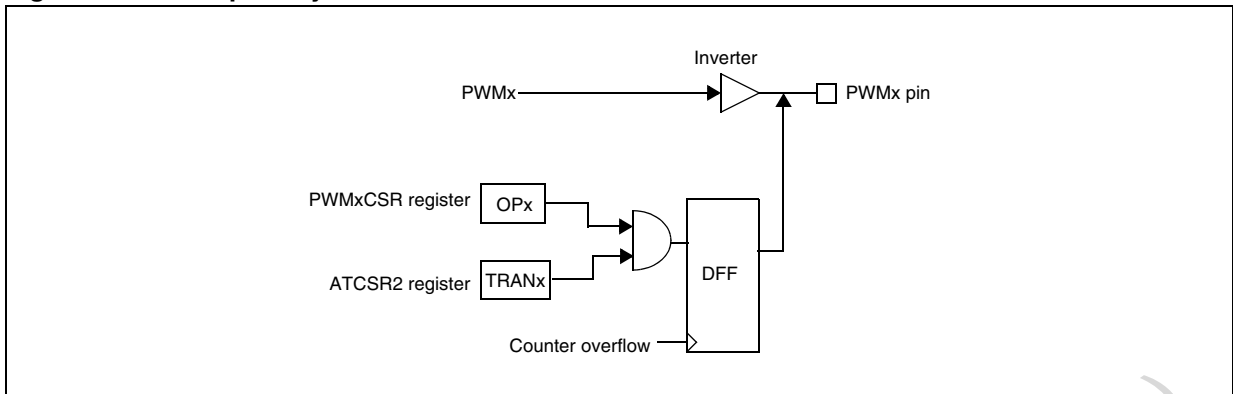 Inverter
PWMx
PWMx pin
PWMxCSR register
OPx
ATCSR2 register
TRANx
DFF
Counter overflow